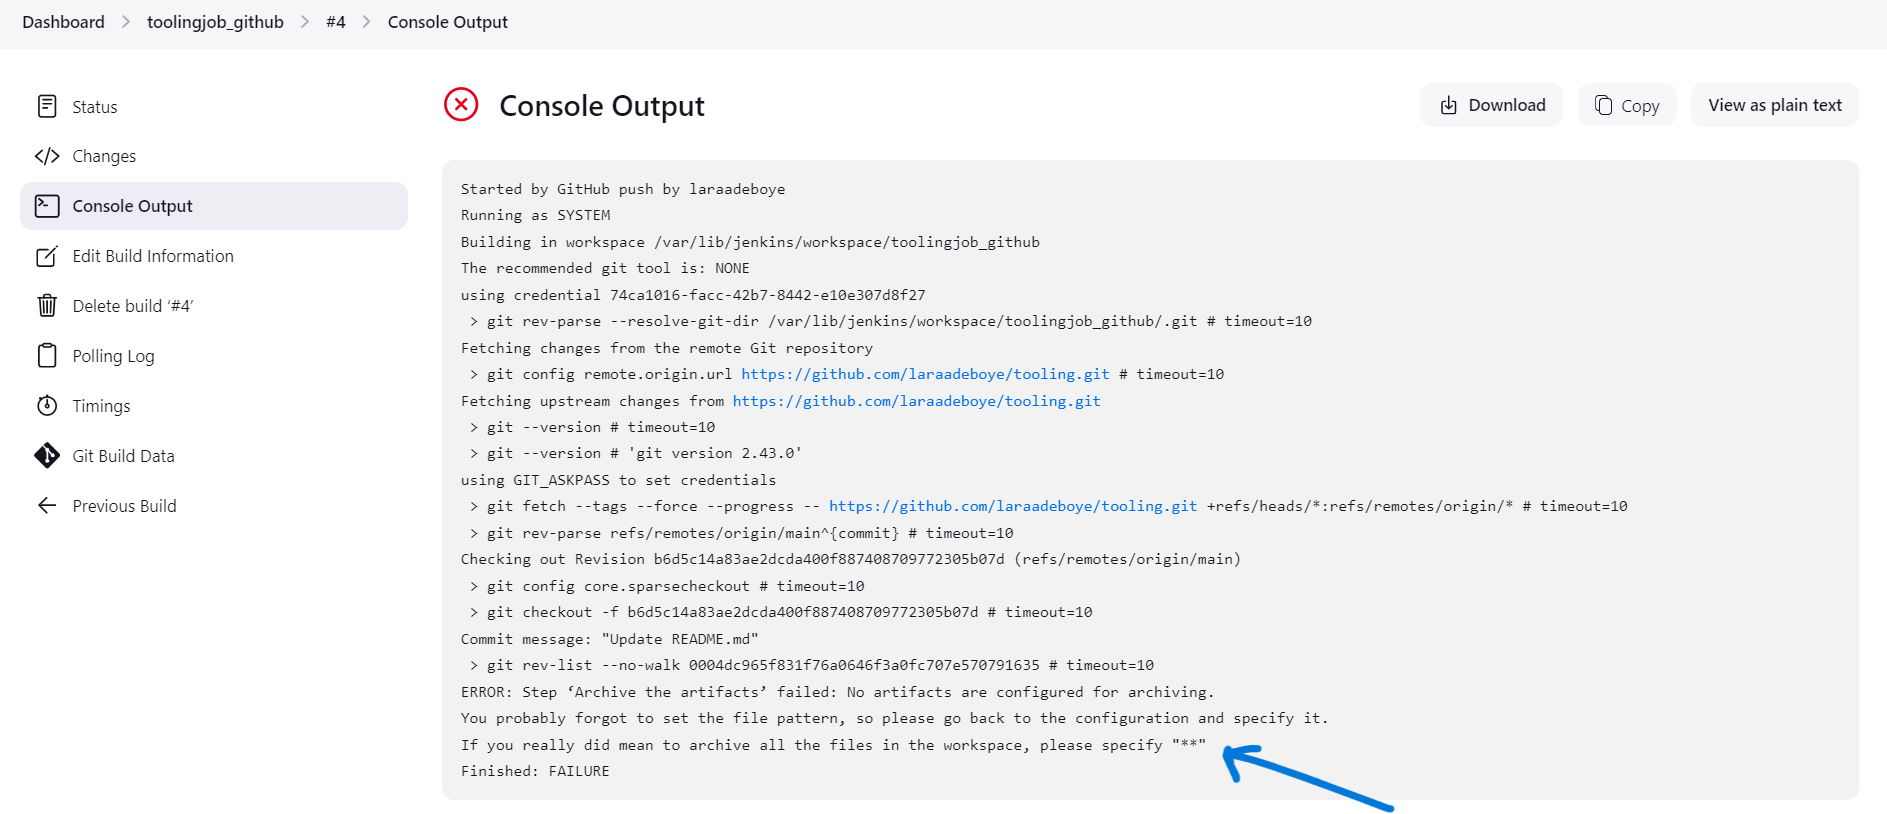 Dashboard > toolingjob_github > #4 > Console Output
Status
Changes
Console Output
Edit Build Information
Delete build ‘#4’
Polling Log
Timings
Git Build Data
Previous Build
Console Output
Download
Copy
View as plain text
Started by GitHub push by laraadeboye
Running as SYSTEM
Building in workspace /var/lib/jenkins/workspace/toolingjob_github
The recommended git tool is: NONE
using credential 74ca1016-facc-42b7-8442-e10e307d8f27
> git rev-parse --resolve-git-dir /var/lib/jenkins/workspace/toolingjob_github/.git # timeout=10
Fetching changes from the remote Git repository
> git config remote.origin.url https://github.com/laraadeboye/tooling.git # timeout=10
Fetching upstream changes from https://github.com/laraadeboye/tooling.git
> git --version # timeout=10
> git --version # 'git version 2.43.0'
using GIT_ASKPASS to set credentials
> git fetch --tags --force --progress -- https://github.com/laraadeboye/tooling.git +refs/heads/*:refs/remotes/origin/* # timeout=10
> git rev-parse refs/remotes/origin/main^{commit} # timeout=10
Checking out Revision b6d5c14a83ae2dcda400f887408709772305b07d (refs/remotes/origin/main)
> git config core.sparsecheckout # timeout=10
> git checkout -f b6d5c14a83ae2dcda400f887408709772305b07d # timeout=10
Commit message: "Update README.md"
> git rev-list --no-walk 0004dc965f831f76a0646f3a0fc707e570791635 # timeout=10
ERROR: Step ‘Archive the artifacts’ failed: No artifacts are configured for archiving.
You probably forgot to set the file pattern, so please go back to the configuration and specify it.
If you really did mean to archive all the files in the workspace, please specify "**"
Finished: FAILURE